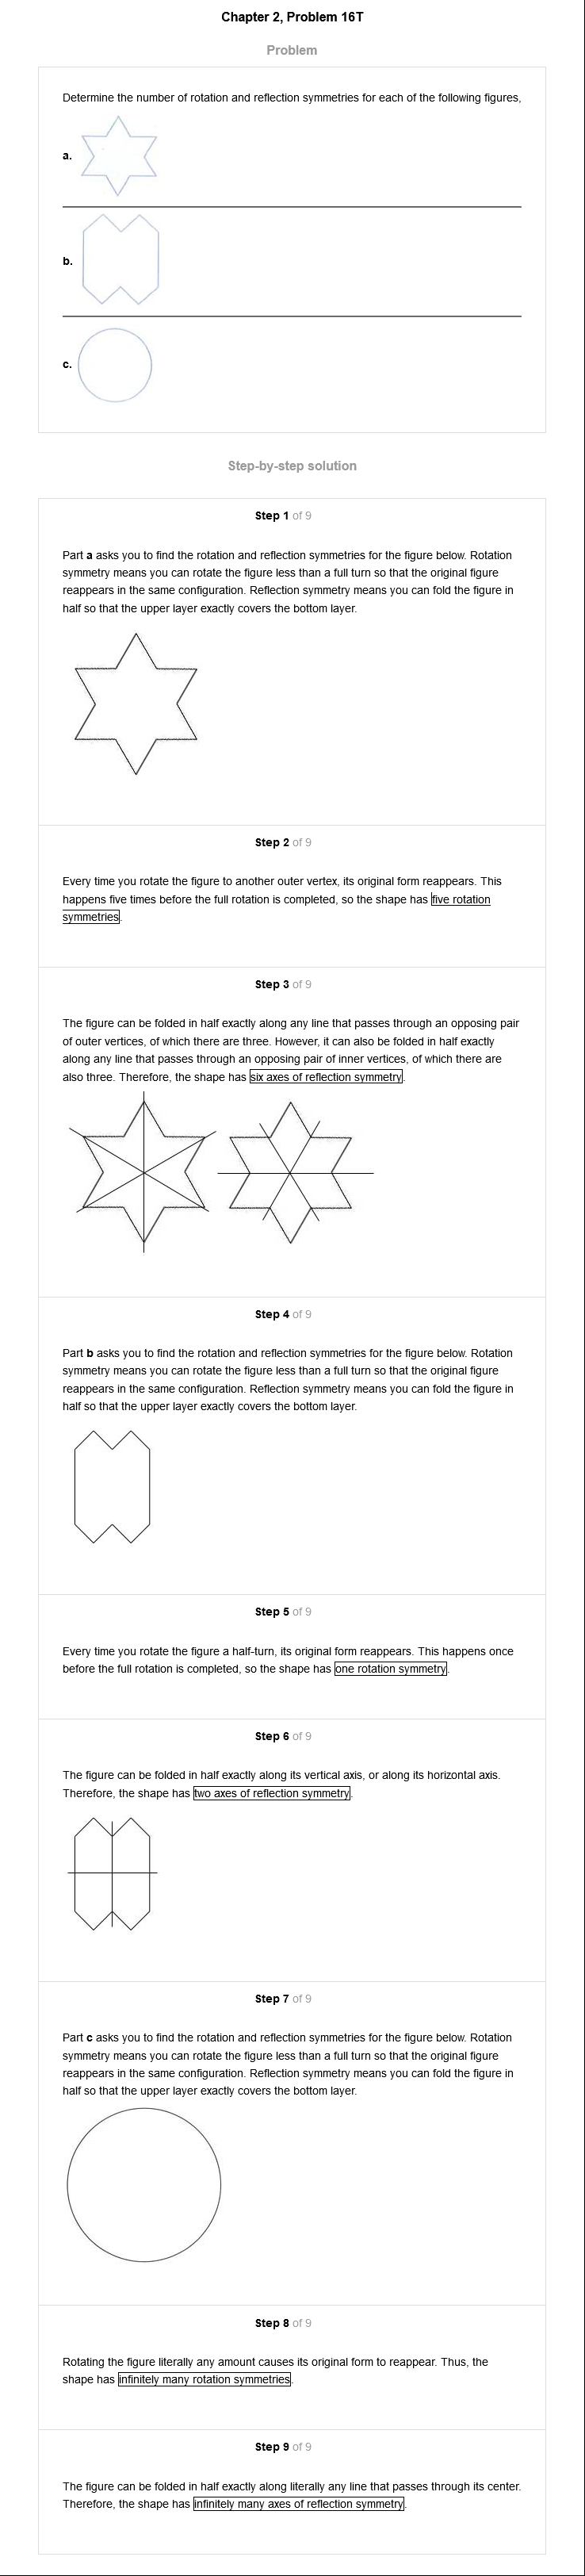 Chapter 2, Problem 16T
Problem
Determine the number of rotation and reflection symmetries for each of the following figures,
a.
b.
c.
Step-by-step solution
Step 1 of 9
Part a asks you to find the rotation and reflection symmetries for the figure below. Rotation
symmetry means you can rotate the figure less than a full turn so that the original figure
reappears in the same configuration. Reflection symmetry means you can fold the figure in
half so that the upper layer exactly covers the bottom layer.
Step 2 of 9
Every time you rotate the figure to another outer vertex, its original form reappears. This
happens five times before the full rotation is completed, so the shape has five rotation
symmetries.
Step 3 of 9
The figure can be folded in half exactly along any line that passes through an opposing pair
of outer vertices, of which there are three. However, it can also be folded in half exactly
along any line that passes through an opposing pair of inner vertices, of which there are
also three. Therefore, the shape has six axes of reflection symmetry.
Step 4 of 9
Part b asks you to find the rotation and reflection symmetries for the figure below. Rotation
symmetry means you can rotate the figure less than a full turn so that the original figure
reappears in the same configuration. Reflection symmetry means you can fold the figure in
half so that the upper layer exactly covers the bottom layer.
Step 5 of 9
Every time you rotate the figure a half-turn, its original form reappears. This happens once
before the full rotation is completed, so the shape has one rotation symmetry.
Step 6 of 9
The figure can be folded in half exactly along its vertical axis, or along its horizontal axis.
Therefore, the shape has two axes of reflection symmetry.
Step 7 of 9
Part c asks you to find the rotation and reflection symmetries for the figure below. Rotation
symmetry means you can rotate the figure less than a full turn so that the original figure
reappears in the same configuration. Reflection symmetry means you can fold the figure in
half so that the upper layer exactly covers the bottom layer.
Step 8 of 9
Rotating the figure literally any amount causes its original form to reappear. Thus, the
shape has infinitely many rotation symmetries.
Step 9 of 9
The figure can be folded in half exactly along literally any line that passes through its center.
Therefore, the shape has infinitely many axes of reflection symmetry.